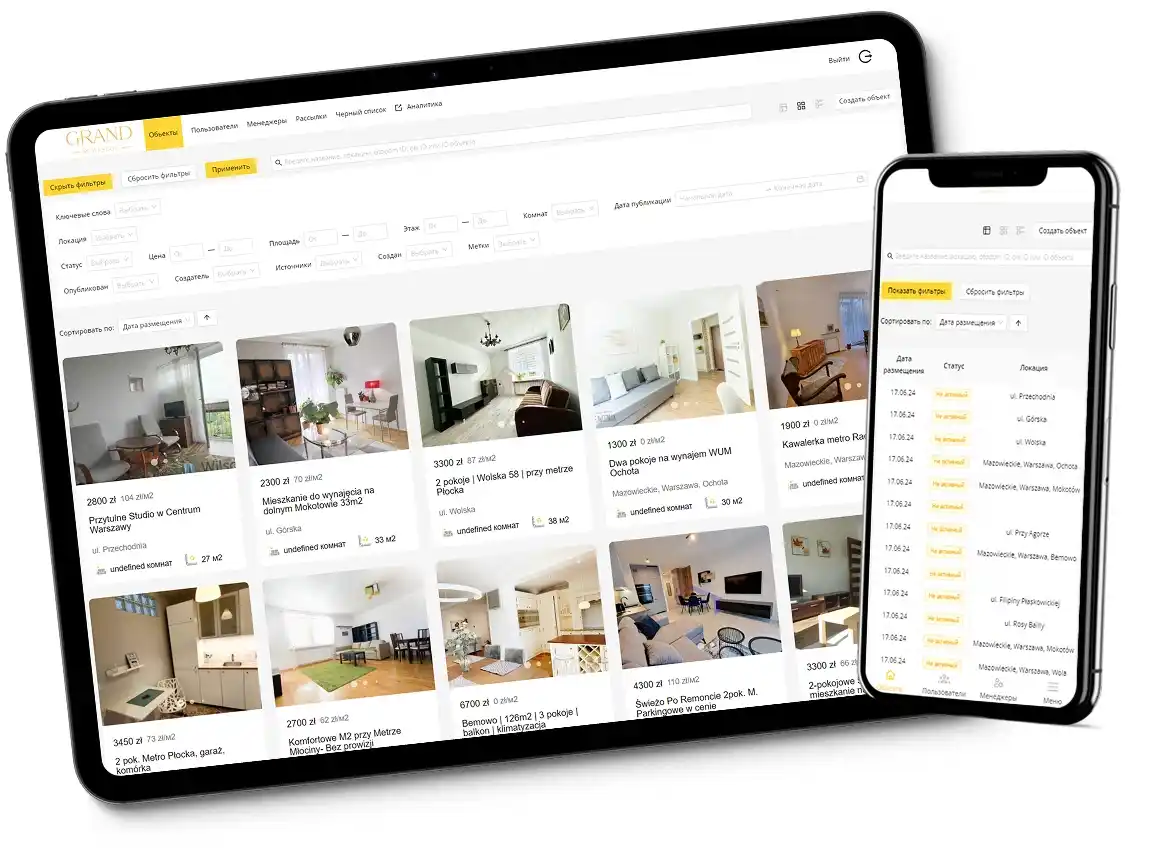 GRAND
Объекты
Пользователи
Менеджеры
Рассылки
Черный список
Аналитика
Выйти
Создать объект
Скрыть фильтры
Сбросить фильтры
Применить
Ключевые слова
Выбрать
Локация
Выбрать
Статус
Выбрать
Цена
От — До
Площадь
От — До
Этаж
От — До
Комнат
Выбрать
Дата публикации
Начальная дата
Конечная дата
Опубликован
Выбрать
Создатель
Выбрать
Источники
Выбрать
Создан
Выбрать
Метки
Выбрать
Сортировать по:
Дата размещения
2800 zł 104 zł/м2
Przytulne Studio w Centrum
Warszawy
ul. Przechodnia
undefined комнат
27 м2
2300 zł 70 zł/м2
Mieszkanie do wynajęcia na
dolnym Mokotowie 33m2
ul. Górska
undefined комнат
33 м2
3300 zł 87 zł/м2
2 pokoje | Wolska 58 | przy metrze
Płocka
ul. Wolska
undefined комнат
38 м2
1300 zł 0 zł/м2
Dwa pokoje na wynajem WUM
Ochota
Mazowieckie, Warszawa, Ochota
undefined комнат
30 м2
1900 zł 0 zł/м2
Kawalerka metro Rac
Mazowieckie, Warszawa
undefined комнат
3450 zł 73 zł/м2
2 pok. Metro Płocka, garaż,
komórka
2700 zł 62 zł/м2
Komfortowe M2 przy Metrze
Młociny- Bez prowizji
6700 zł 0 zł/м2
Bemowo | 126m2 | 3 pokoje |
balkon | klimatyzacja
4300 zł 110 zł/м2
Świeżo Po Remoncie 2pok. M.
Parkingowe w cenie
3300 zł 66
2-pokojowe
mieszkanie
Создать объект
Показать фильтры
Сбросить фильтры
Сортировать по:
Дата размещения
Дата
размещения
Статус
Локация
17.06.24 Не активный ul. Przechodnia
17.06.24 Не активный ul. Górska
17.06.24 Не активный ul. Wolska
17.06.24 Не активный Mazowieckie, Warszawa, Ochota
17.06.24 Не активный Mazowieckie, Warszawa, Mokotów
17.06.24 Не активный
17.06.24 Не активный ul. Przy Agorze
17.06.24 Не активный Mazowieckie, Warszawa, Bemowo
17.06.24 Не активный
17.06.24 Не активный ul. Filipiny Płaskowickiej
17.06.24 Не активный ul. Rosy Bailly
17.06.24 Не активный Mazowieckie, Warszawa, Mokotów
17.06.24 Не активный Mazowieckie, Warszawa, Wola
Пользователи
Менеджеры
Меню